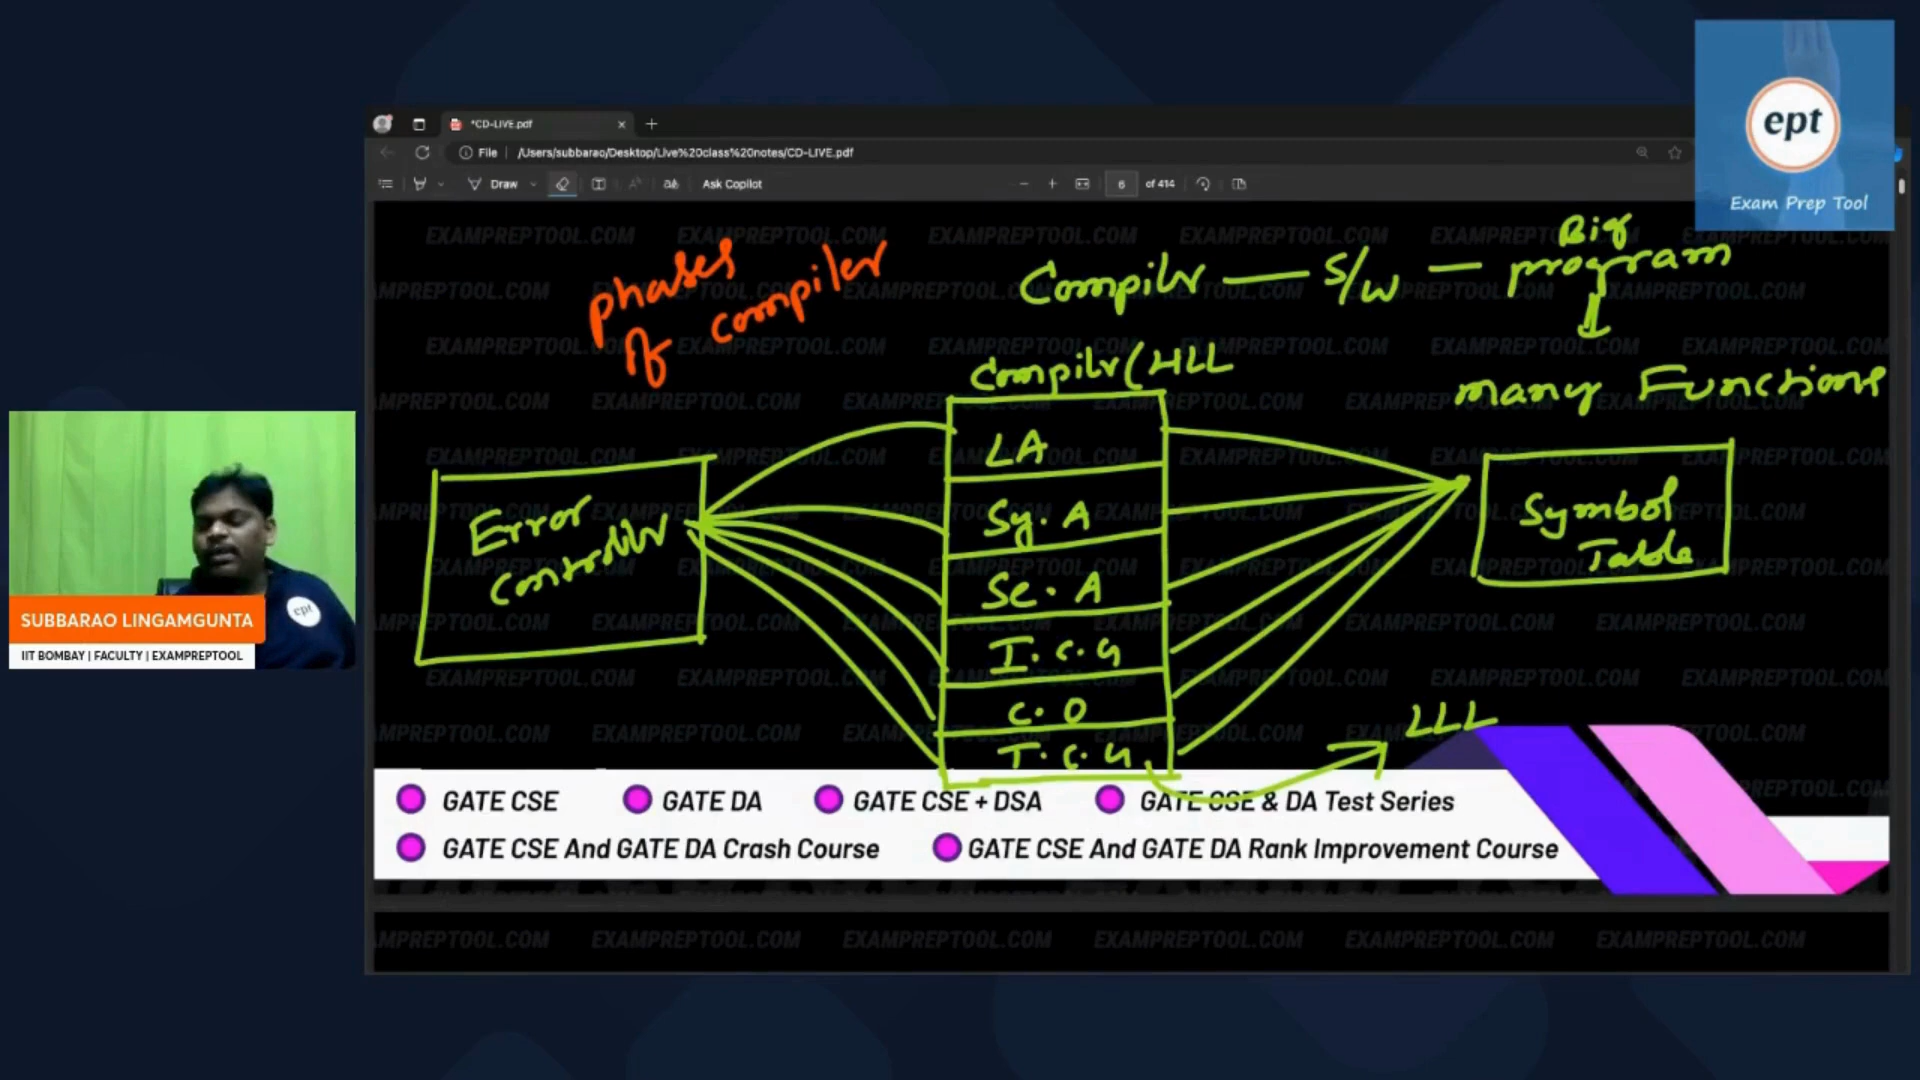 ept
Exam Prep Tool
*CD-LIVE.pdf
File | /Users/subbarao/Desktop/Live%20class%20notes/CD-LIVE.pdf
Draw
Ask Copilot
6 of 414
phases
of compiler
Compilr — S/W — Big program
many Functions
Compilr (HLL
LA
Sy. A
Se. A
I. C. G
C. O
T. C. G
Error
Symbol
Table
LLL
ept
SUBBARAO LINGAMGUNTA
IIT BOMBAY | FACULTY | EXAMPREPTOOL
GATE CSE
GATE DA
GATE CSE + DSA
GATE CSE & DA Test Series
GATE CSE And GATE DA Crash Course
GATE CSE And GATE DA Rank Improvement Course
EXAMPREPTOOL.COM